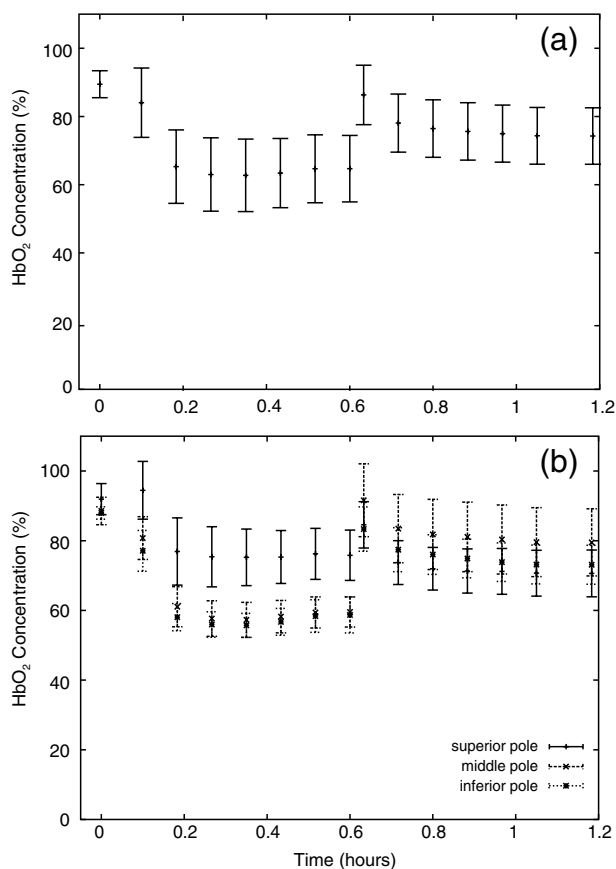 (a)
HbO2 Concentration (%)
100
80
60
40
20
0
0 0.2 0.4 0.6 0.8 1 1.2
(b)
HbO2 Concentration (%)
100
80
60
40
20
0
superior pole
middle pole
inferior pole
0 0.2 0.4 0.6 0.8 1 1.2
Time (hours)